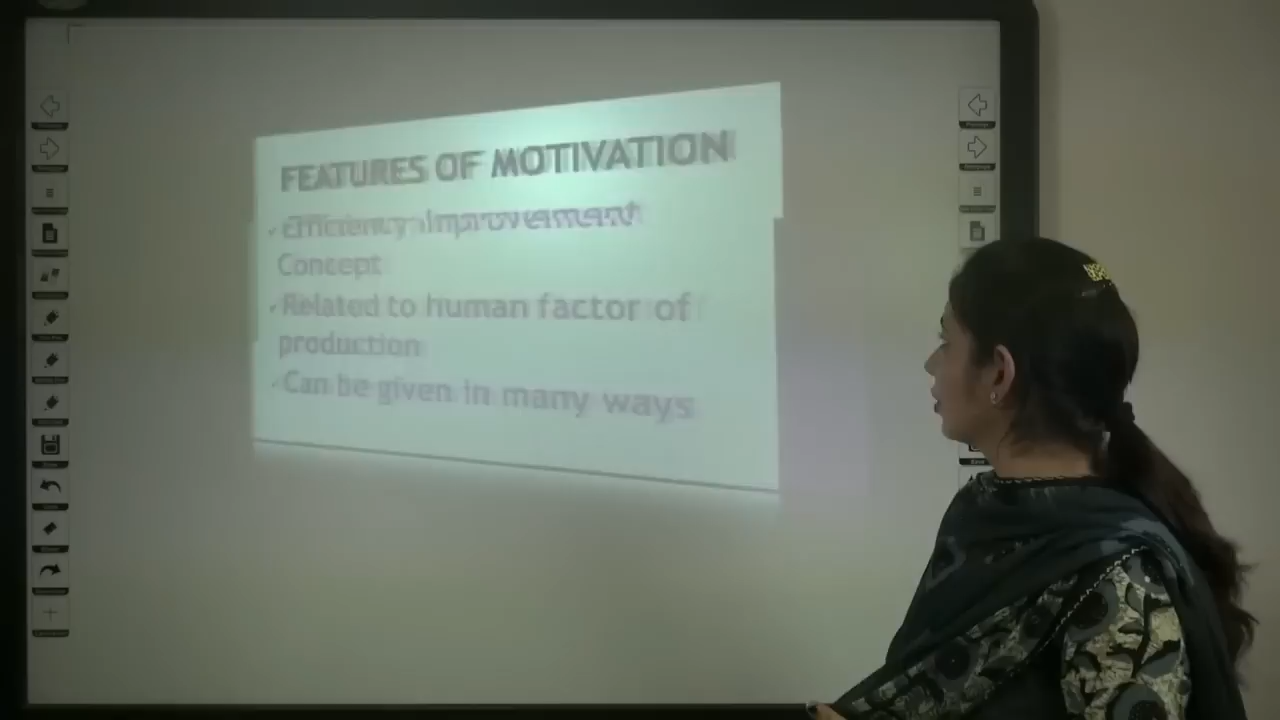 FEATURES OF MOTIVATION
✓Efficiency Improvement
Concept
✓Related to human factor of
production
✓Can be given in many ways